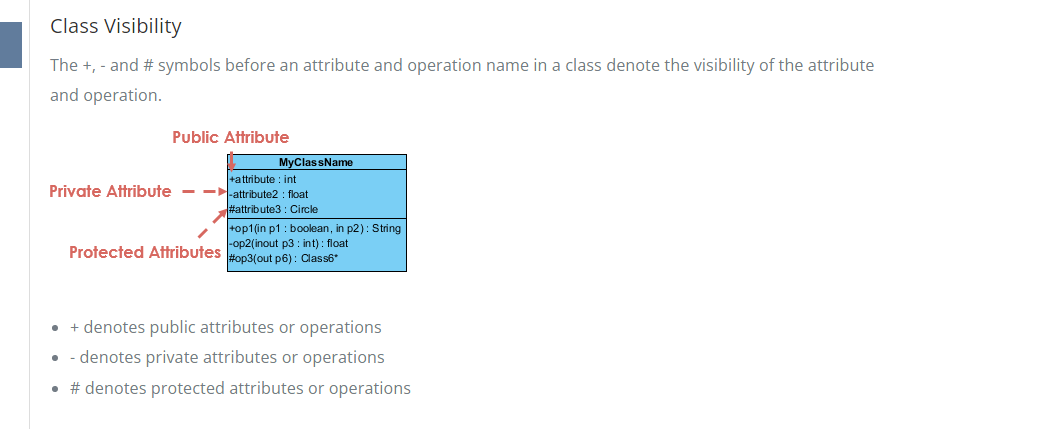 Class Visibility
The +, - and # symbols before an attribute and operation name in a class denote the visibility of the attribute
and operation.
Public Attribute
MyClassName
+attribute : int
Private Attribute
-attribute2 : float
#attribute3 : Circle
+op1(in p1 : boolean, in p2) : String
-op2(inout p3 : int) : float
Protected Attributes
#op3(out p6) : Class6*
+ denotes public attributes or operations
- denotes private attributes or operations
# denotes protected attributes or operations